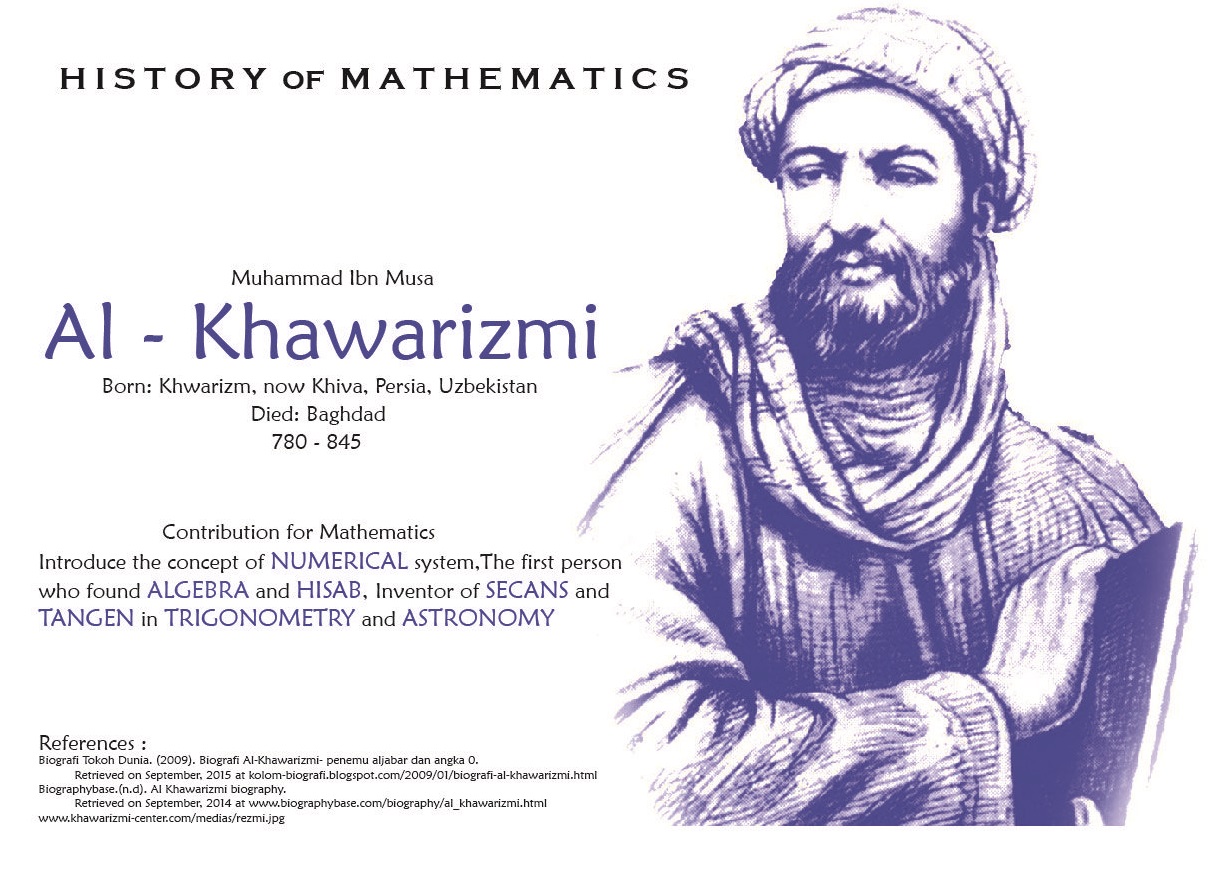 HISTORY OF MATHEMATICS
Muhammad Ibn Musa
Al - Khawarizmi
Born: Khwarizm, now Khiva, Persia, Uzbekistan
Died: Baghdad
780 - 845
Contribution for Mathematics
Introduce the concept of NUMERICAL system,The first person
who found ALGEBRA and HISAB, Inventor of SECANS and
TANGEN in TRIGONOMETRY and ASTRONOMY
References :
Biografi Tokoh Dunia. (2009). Biografi Al-Khawarizmi- penemu aljabar dan angka 0.
Retrieved on September, 2015 at kolom-biografi.blogspot.com/2009/01/biografi-al-khawarizmi.html
Biographybase.(n.d). Al Khawarizmi biography.
Retrieved on September, 2014 at www.biographybase.com/biography/al_khawarizmi.html
www.khawarizmi-center.com/medias/rezmi.jpg